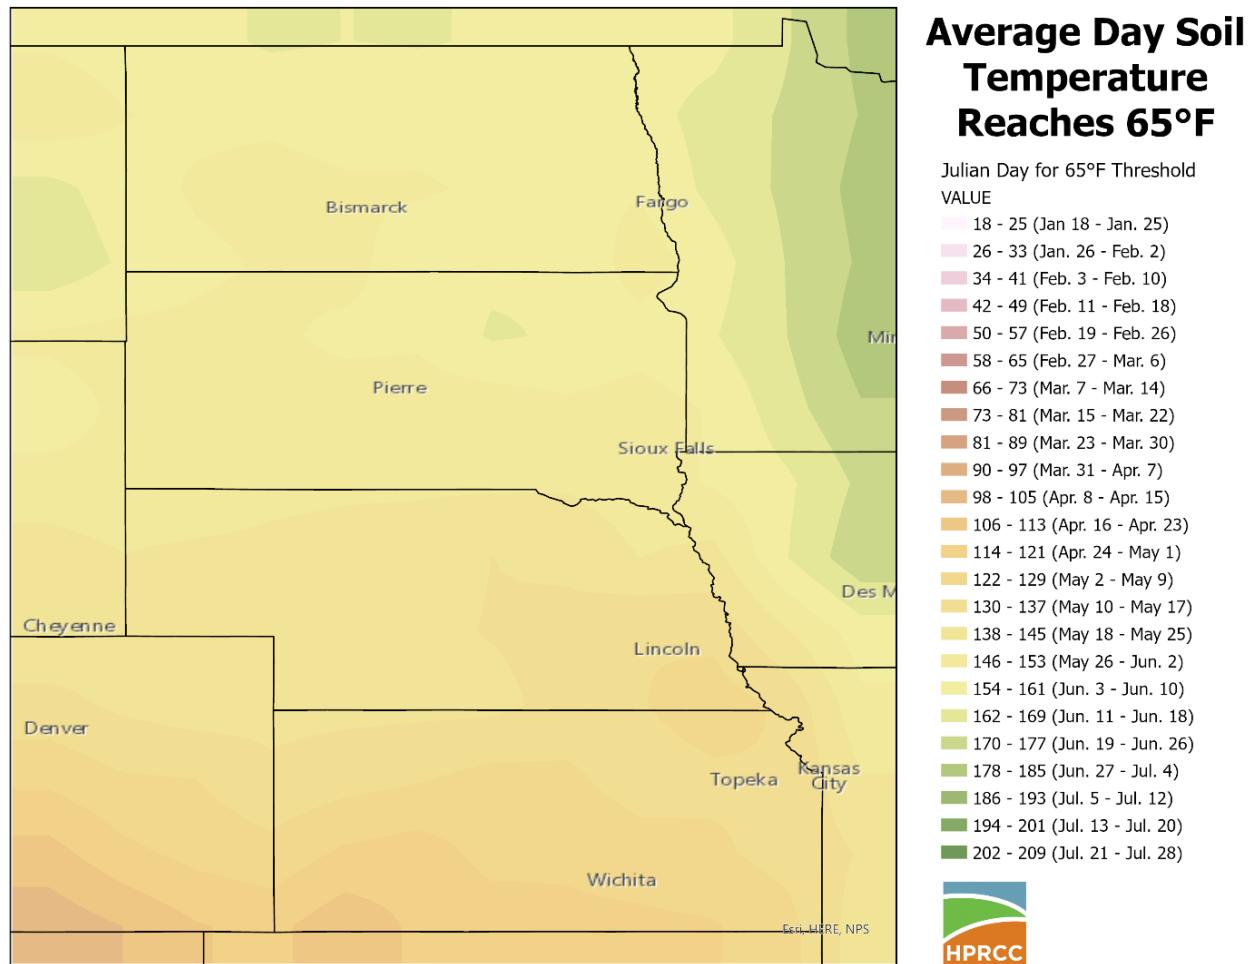 Average Day Soil
Temperature
Reaches 65°F
Julian Day for 65°F Threshold
VALUE
18 - 25 (Jan 18 - Jan. 25)
26 - 33 (Jan. 26 - Feb. 2)
34 - 41 (Feb. 3 - Feb. 10)
42 - 49 (Feb. 11 - Feb. 18)
50 - 57 (Feb. 19 - Feb. 26)
58 - 65 (Feb. 27 - Mar. 6)
66 - 73 (Mar. 7 - Mar. 14)
73 - 81 (Mar. 15 - Mar. 22)
81 - 89 (Mar. 23 - Mar. 30)
90 - 97 (Mar. 31 - Apr. 7)
98 - 105 (Apr. 8 - Apr. 15)
106 - 113 (Apr. 16 - Apr. 23)
114 - 121 (Apr. 24 - May 1)
122 - 129 (May 2 - May 9)
130 - 137 (May 10 - May 17)
138 - 145 (May 18 - May 25)
146 - 153 (May 26 - Jun. 2)
154 - 161 (Jun. 3 - Jun. 10)
162 - 169 (Jun. 11 - Jun. 18)
170 - 177 (Jun. 19 - Jun. 26)
178 - 185 (Jun. 27 - Jul. 4)
186 - 193 (Jul. 5 - Jul. 12)
194 - 201 (Jul. 13 - Jul. 20)
202 - 209 (Jul. 21 - Jul. 28)
HPRCC
Bismarck
Fargo
Min
Pierre
Sioux Falls
Des M
Cheyenne
Lincoln
Denver
Topeka
Kansas
City
Wichita
Esri, HERE, NPS